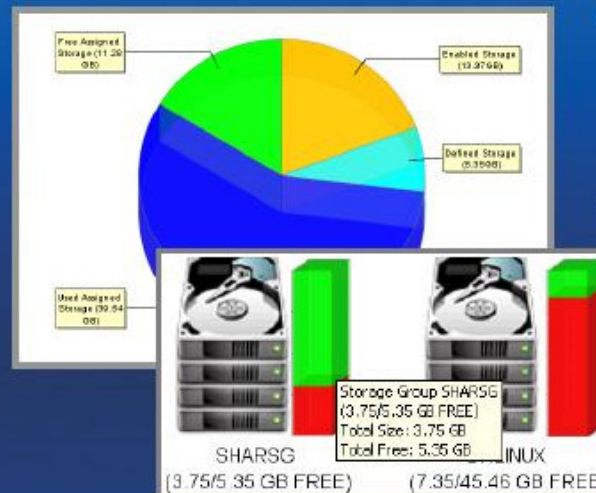 Free Assigned
Storage (11.28
GB)
Enabled Storage
(13.97GB)
Defined Storage
(5.35GB)
Used Assigned
Storage (39.54
GB)
Storage Group SHARSG
(3.75/5.35 GB FREE)
Total Size: 3.75 GB
Total Free: 5.35 GB
SHARSG
(3.75/5.35 GB FREE)
LINUX
(7.35/45.46 GB FREE